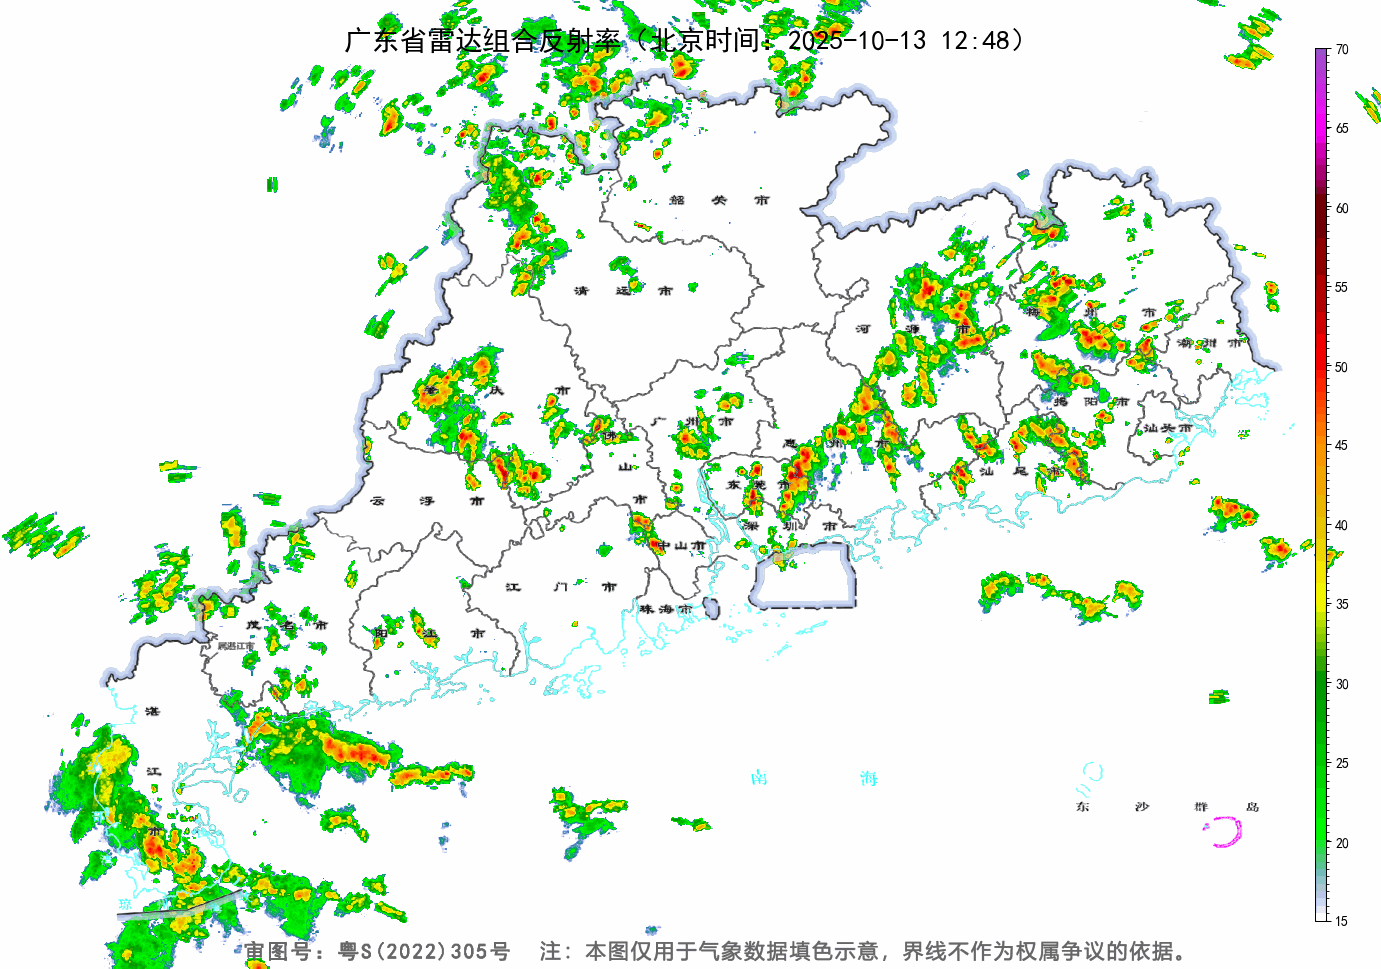 广东省雷达组合反射率（北京时间：2025-10-13 12:48）
70
65
60
55
50
45
40
35
30
25
20
15
韶 关 市
清 远 市
河 源 市
梅 州 市
潮 州 市
肇 庆 市
揭 阳 市
汕头市
广 州 市
佛
山
市
惠 州 市
汕 尾 市
东 莞 市
云 浮 市
深 圳 市
中山市
江 门 市
珠海市
茂 名 市
属湛江市
阳 江 市
湛
江
市
南 海
东 沙 群 岛
琼
审图号：粤S(2022)305号 注：本图仅用于气象数据填色示意，界线不作为权属争议的依据。